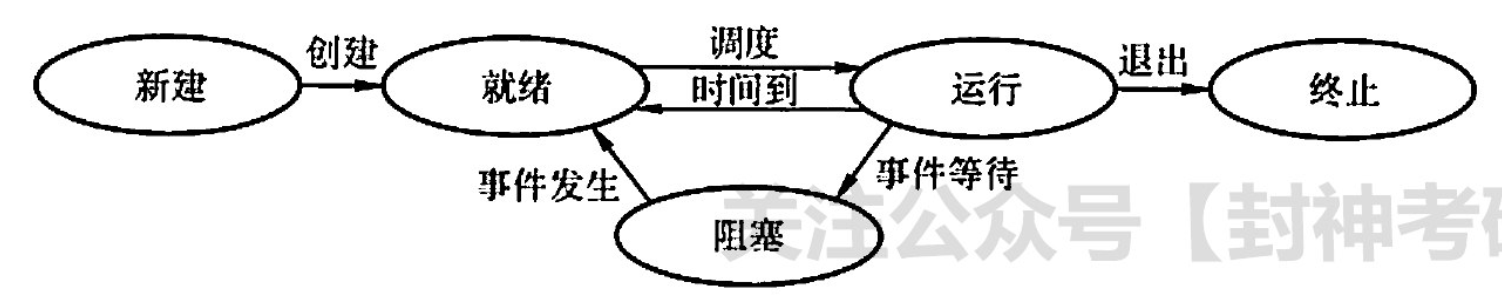 创建
调度
新建
就绪
时间到
运行
退出
终止
事件发生
事件等待
阻塞
关注公众号【封神考研